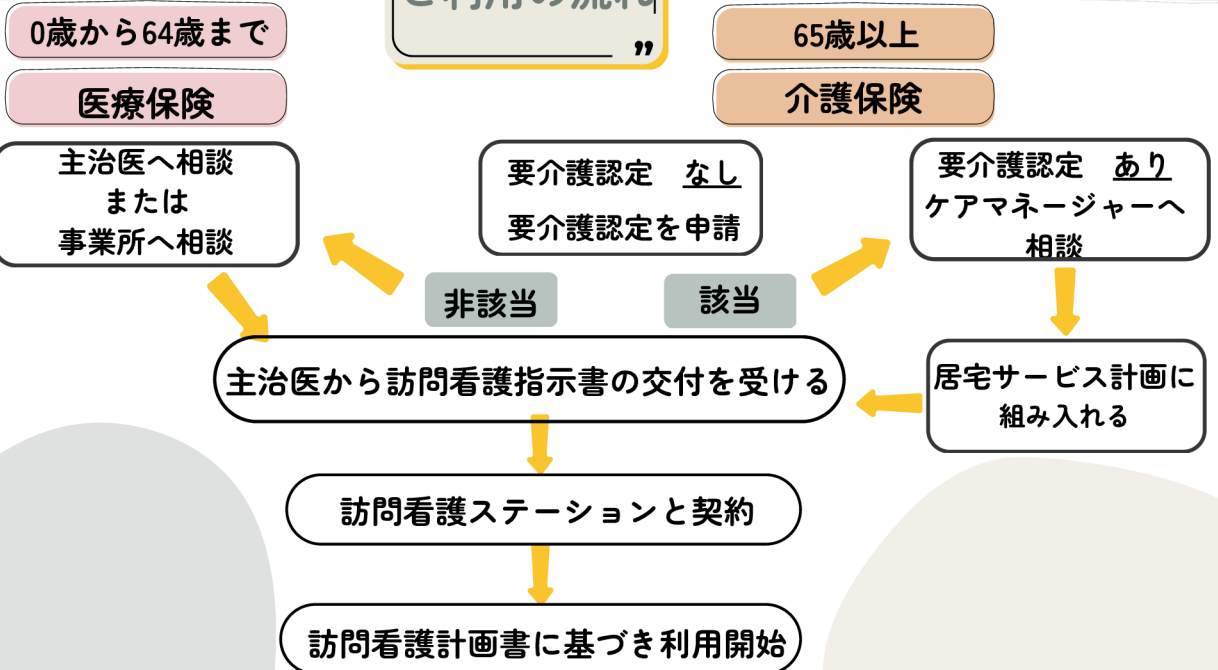 ご利用の流れ
”
0歳から64歳まで
65歳以上
医療保険
介護保険
主治医へ相談
または
事業所へ相談
要介護認定　なし
要介護認定を申請
要介護認定　あり
ケアマネージャーへ
相談
非該当
該当
主治医から訪問看護指示書の交付を受ける
居宅サービス計画に
組み入れる
訪問看護ステーションと契約
訪問看護計画書に基づき利用開始